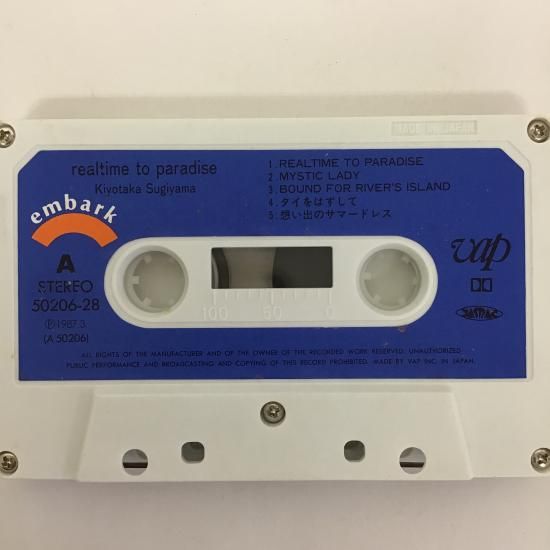 MADE IN JAPAN
realtime to paradise
Kiyotaka Sugiyama
embark
A
STEREO
50206-28
Ⓟ1987.3.
(A 50206)
1. REALTIME TO PARADISE
2. MYSTIC LADY
3. BOUND FOR RIVER'S ISLAND
4. タイをはずして
5. 想い出のサマードレス
vap
JASRAC
100 50 0
ALL RIGHTS OF THE MANUFACTURER AND OF THE OWNER OF THE RECORDED WORK RESERVED. UNAUTHORIZED
PUBLIC PERFORMANCE AND BROADCASTING AND COPYING OF THIS RECORD PROHIBITED. MADE BY VAP INC. IN JAPAN.